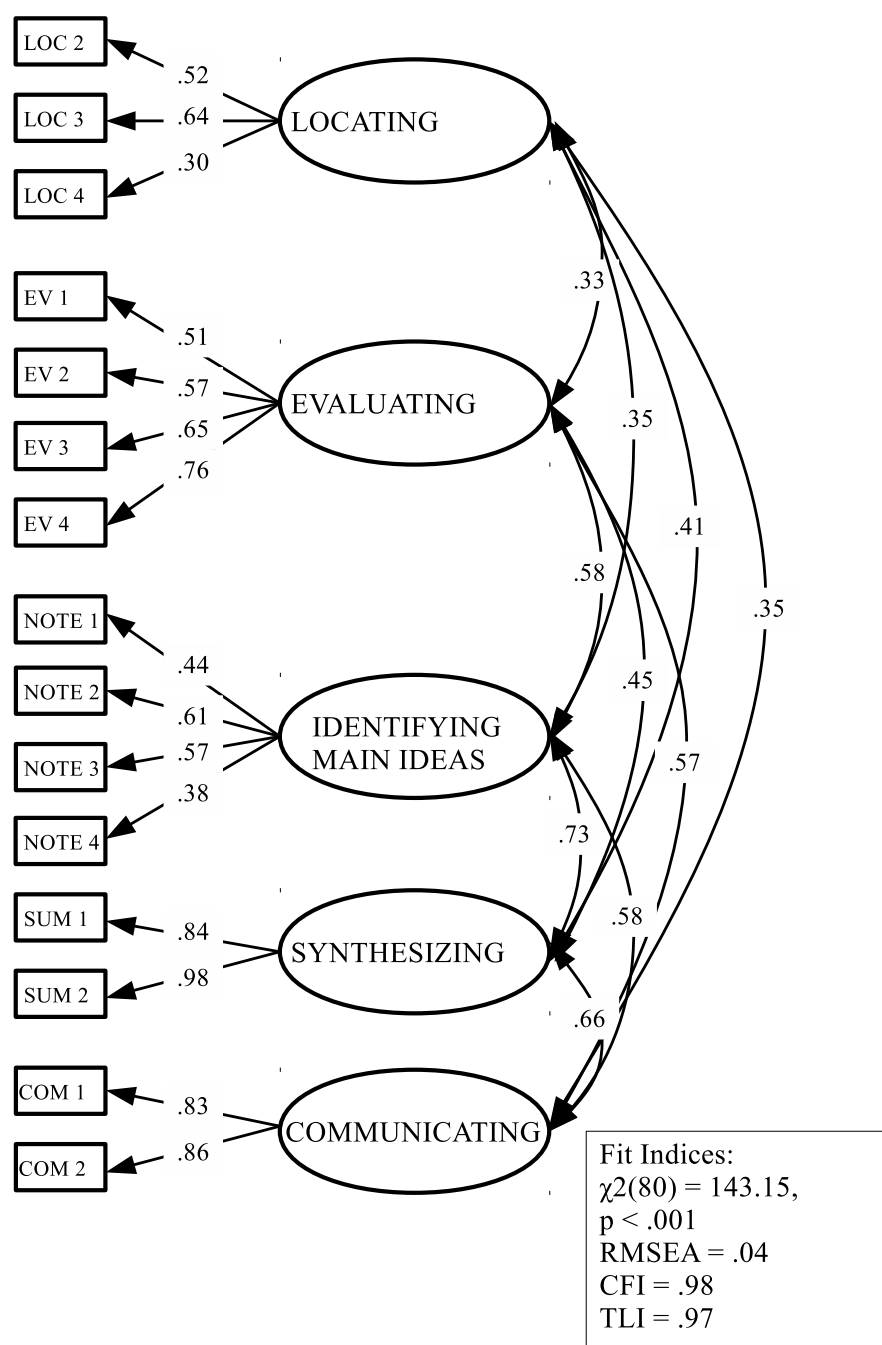 LOC 2
.52
LOC 3
.64
LOCATING
.30
LOC 4
.33
EV 1
.51
EV 2
.57
EVALUATING
.65
EV 3
.76
EV 4
.35
.41
.58
.35
NOTE 1
.44
NOTE 2
.61
.45
IDENTIFYING
MAIN IDEAS
.57
NOTE 3
.38
NOTE 4
.57
.73
SUM 1
.84
.58
SYNTHESIZING
.98
SUM 2
.66
COM 1
.83
COMMUNICATING
.86
COM 2
Fit Indices:
χ2(80) = 143.15,
p < .001
RMSEA = .04
CFI = .98
TLI = .97